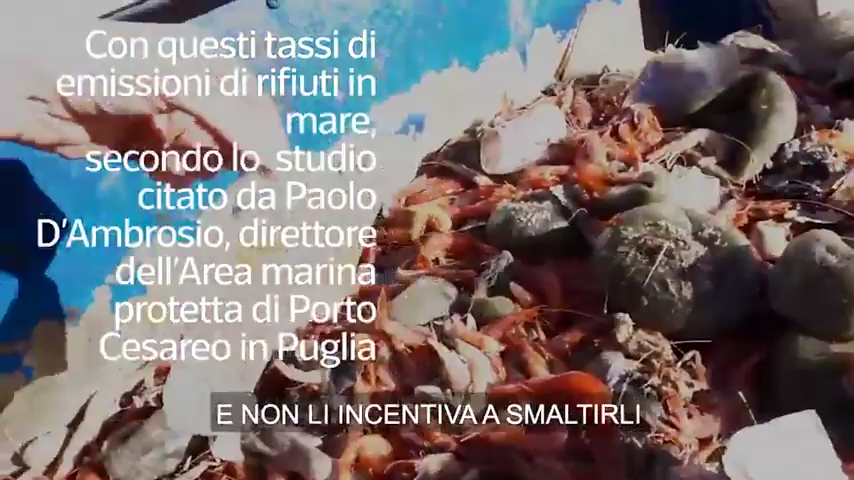 Con questi tassi di
emissioni di rifiuti in
mare,
secondo lo studio
citato da Paolo
D'Ambrosio, direttore
dell'Area marina
protetta di Porto
Cesareo in Puglia
E NON LI INCENTIVA A SMALTIRLI